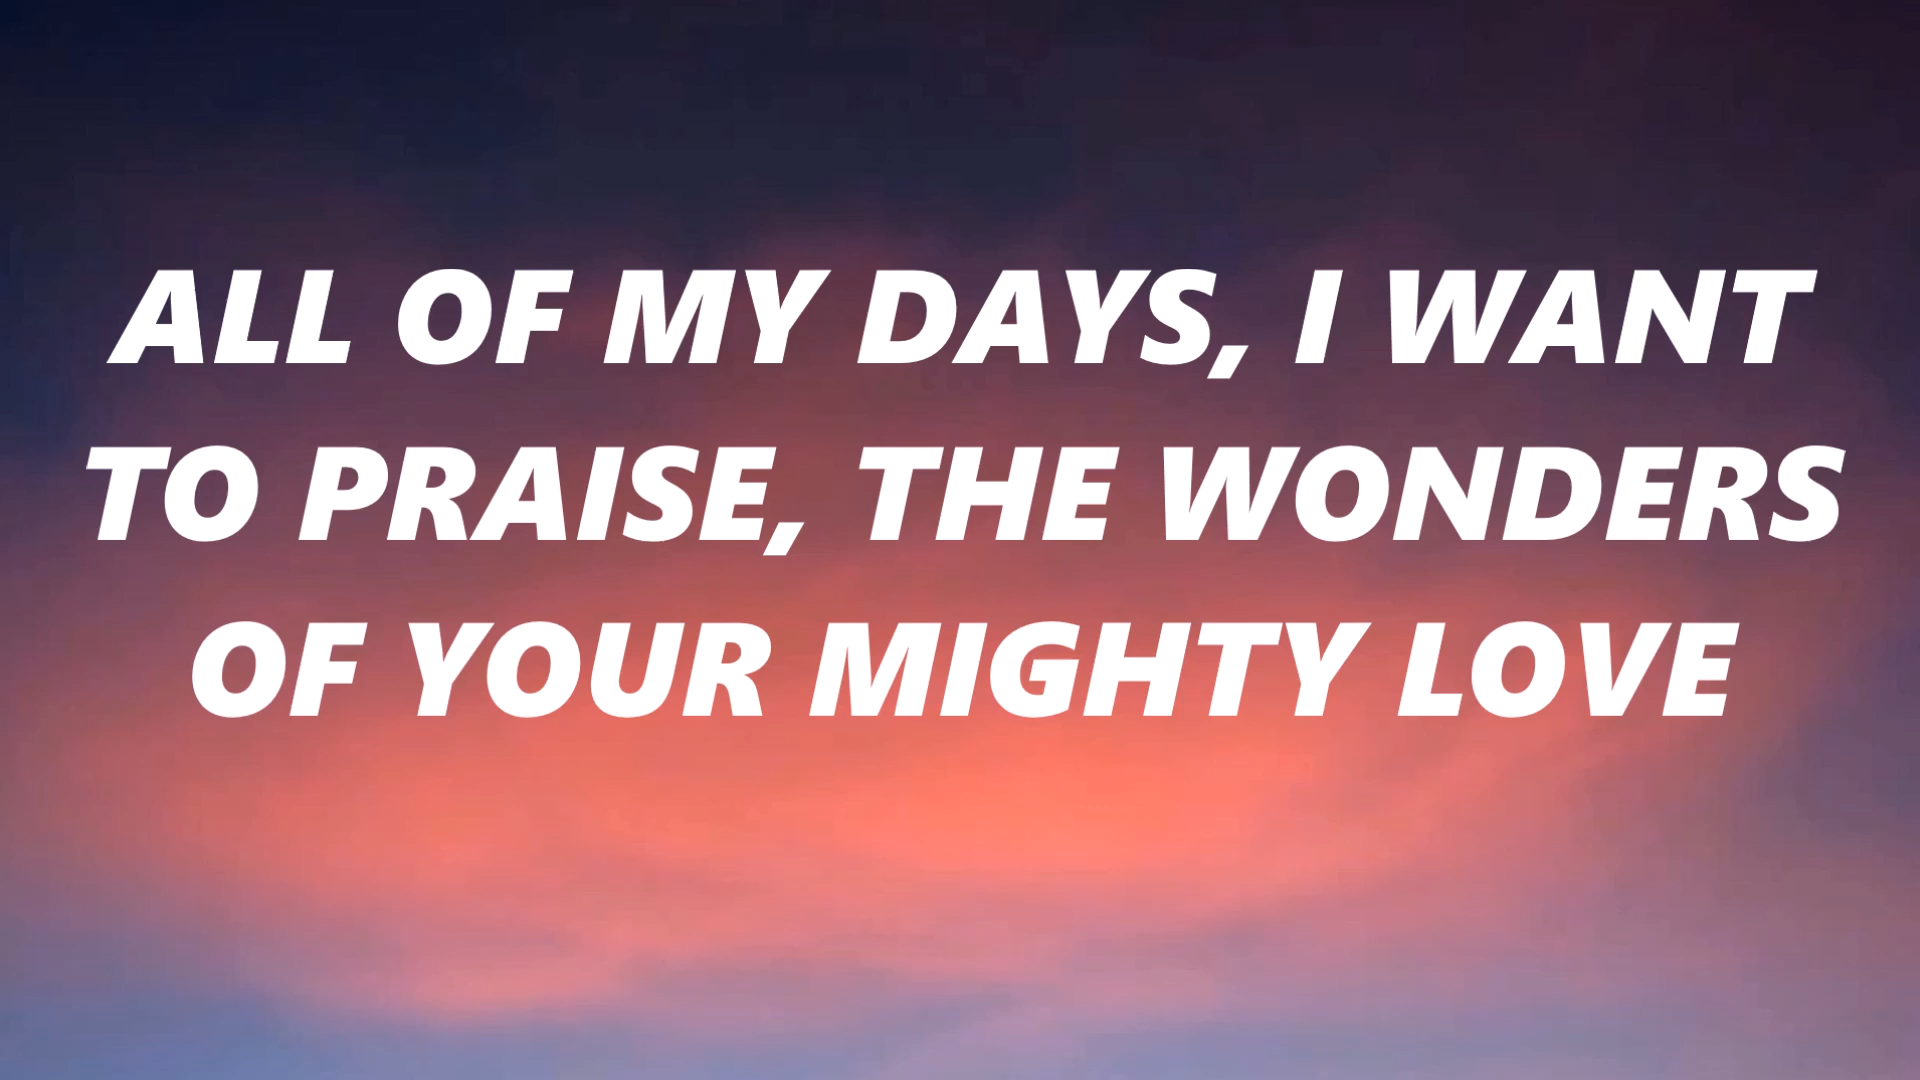 ALL OF MY DAYS, I WANT
TO PRAISE, THE WONDERS
OF YOUR MIGHTY LOVE